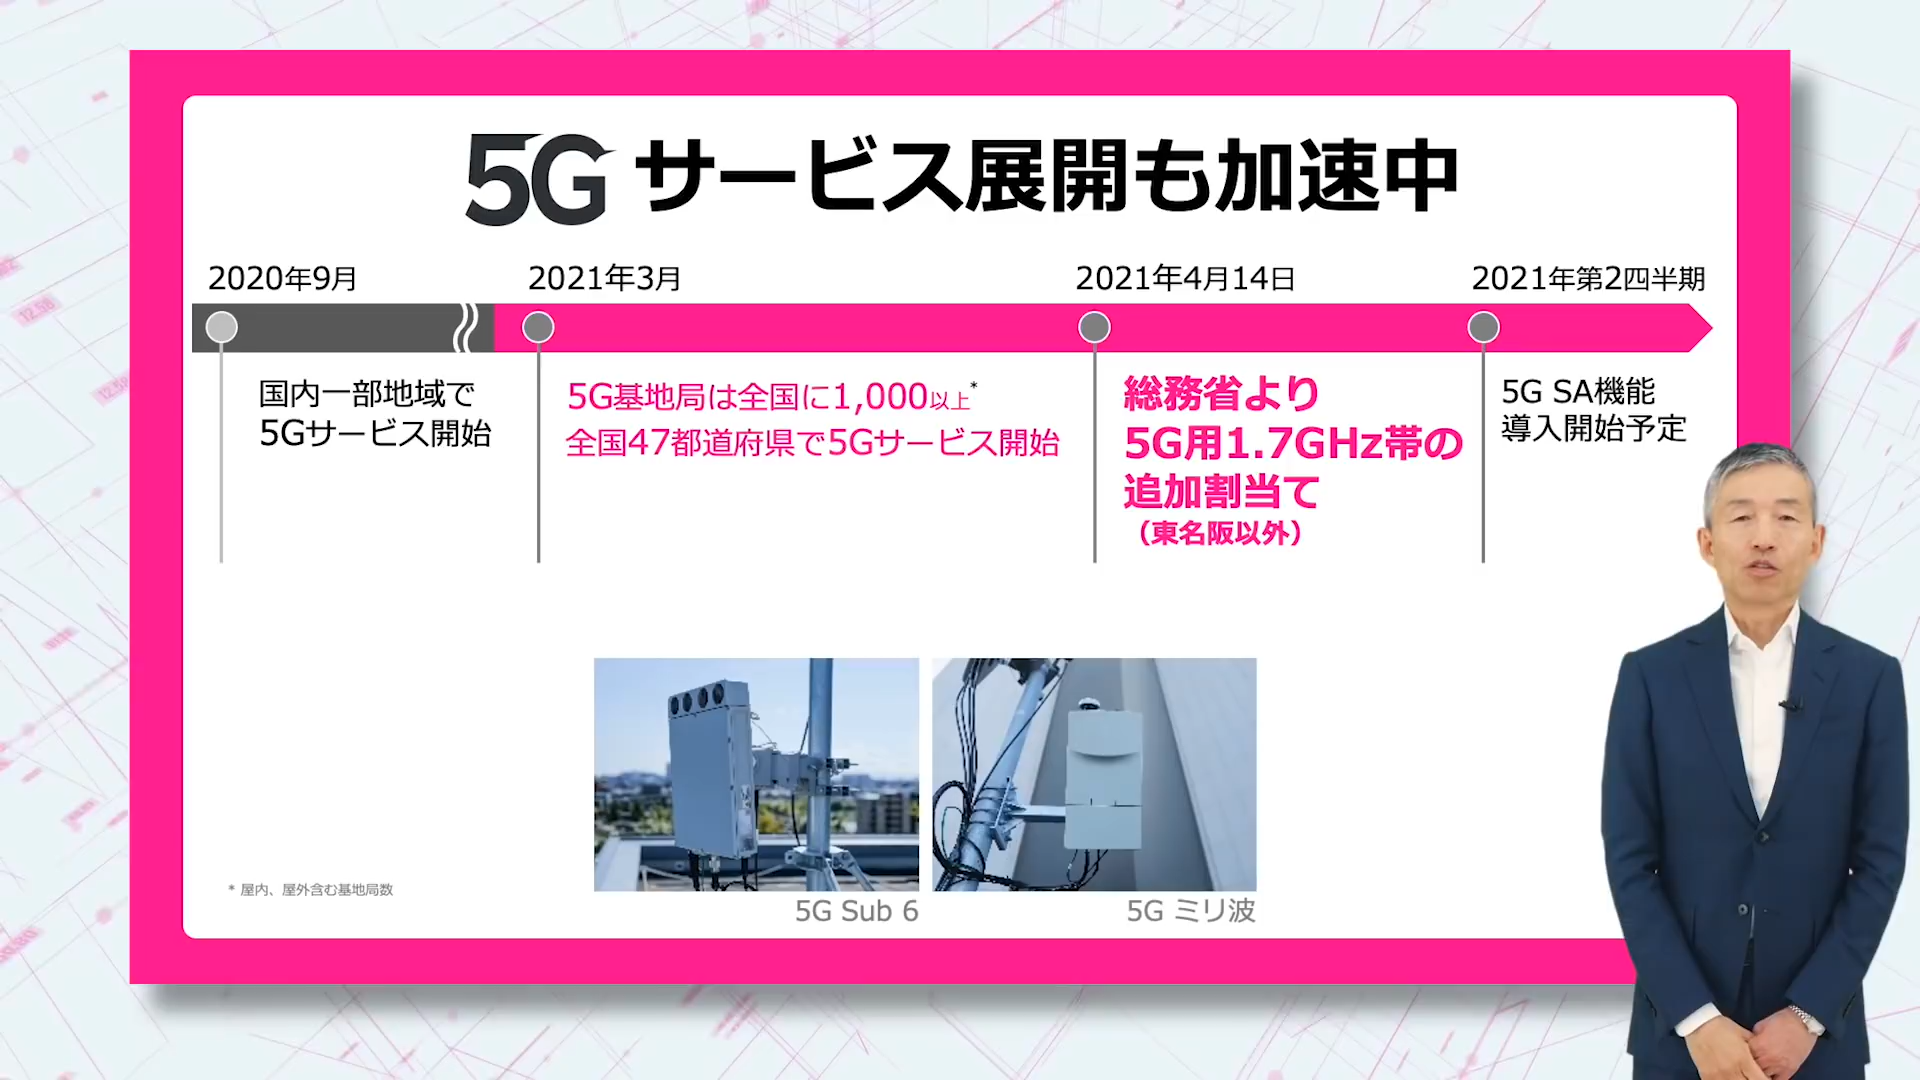 5G サービス展開も加速中
2020年9月
2021年3月
2021年4月14日
2021年第2四半期
国内一部地域で
5Gサービス開始
5G基地局は全国に1,000以上*
全国47都道府県で5Gサービス開始
総務省より
5G用1.7GHz帯の
追加割当て
（東名阪以外）
5G SA機能
導入開始予定
* 屋内、屋外含む基地局数
5G Sub 6
5G ミリ波